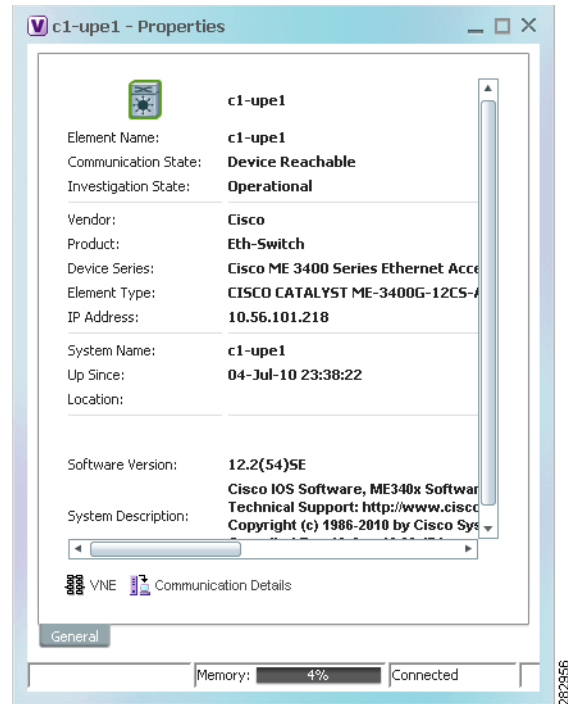 V c1-upe1 - Properties
c1-upe1
Element Name: c1-upe1
Communication State: Device Reachable
Investigation State: Operational
Vendor: Cisco
Product: Eth-Switch
Device Series: Cisco ME 3400 Series Ethernet Acce
Element Type: CISCO CATALYST ME-3400G-12CS-A
IP Address: 10.56.101.218
System Name: c1-upe1
Up Since: 04-Jul-10 23:38:22
Location:
Software Version: 12.2(54)SE
System Description: Cisco IOS Software, ME340x Softwar
Technical Support: http://www.cisc
Copyright (c) 1986-2010 by Cisco Sys
VNE Communication Details
General
Memory: 4% Connected
282956